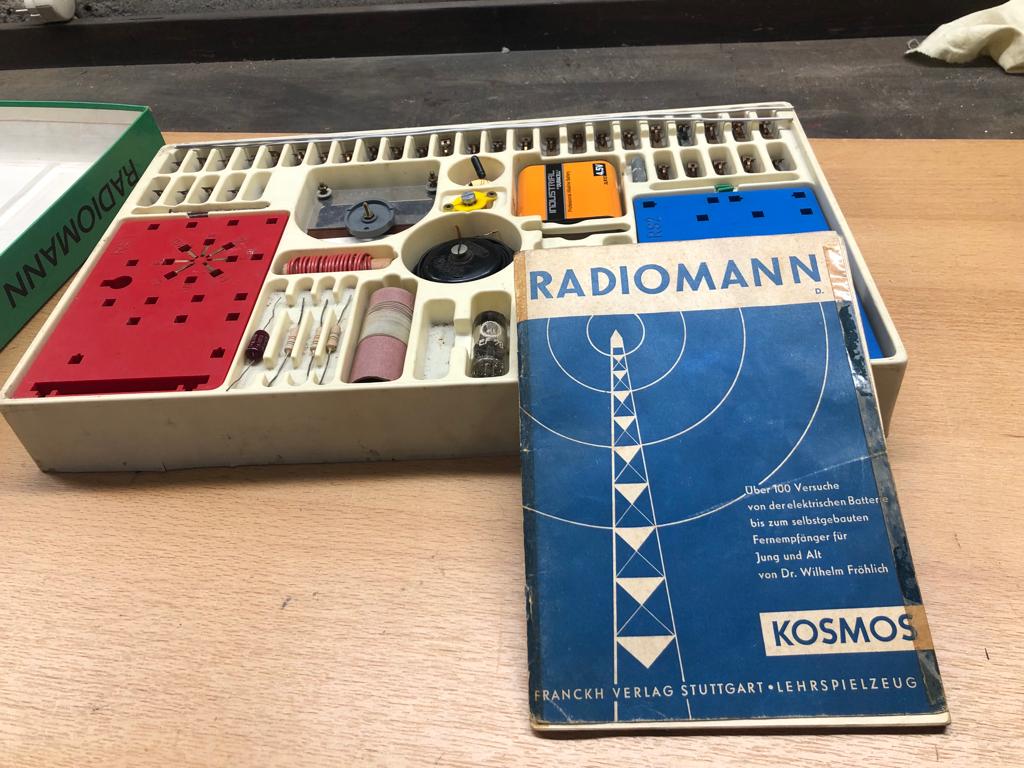 RADIOMANN
INDUSTRIAL
4,5V
RADIOMANN
D.
Über 100 Versuche
von der elektrischen Batterie
bis zum selbstgebauten
Fernempfänger für
Jung und Alt
von Dr. Wilhelm Fröhlich
KOSMOS
FRANCKH VERLAG STUTTGART • LEHRSPIELZEUG